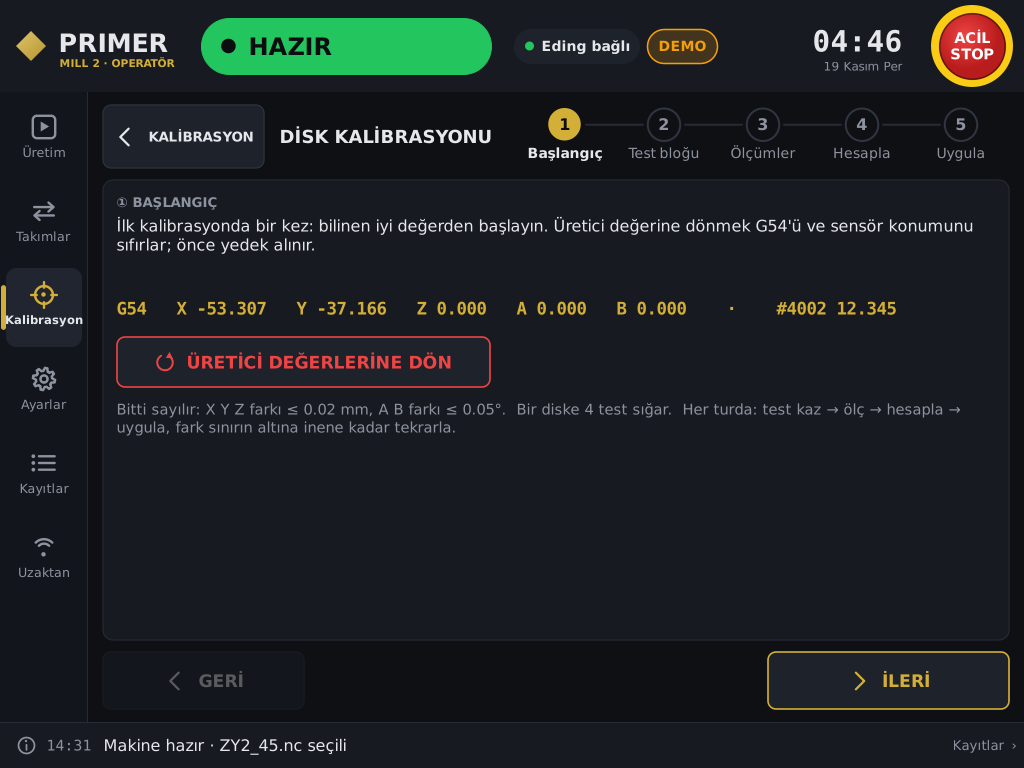 PRIMER
MILL 2 · OPERATÖR
HAZIR
Eding bağlı
DEMO
04:46
19 Kasım Per
ACİL
STOP
Üretim
Takımlar
Kalibrasyon
Ayarlar
Kayıtlar
Uzaktan
KALİBRASYON
DİSK KALİBRASYONU
1
2
3
4
5
Başlangıç
Test bloğu
Ölçümler
Hesapla
Uygula
① BAŞLANGIÇ
İlk kalibrasyonda bir kez: bilinen iyi değerden başlayın. Üretici değerine dönmek G54'ü ve sensör konumunu
sıfırlar; önce yedek alınır.
G54 X -53.307 Y -37.166 Z 0.000 A 0.000 B 0.000 · #4002 12.345
ÜRETİCİ DEĞERLERİNE DÖN
Bitti sayılır: X Y Z farkı ≤ 0.02 mm, A B farkı ≤ 0.05°. Bir diske 4 test sığar. Her turda: test kaz → ölç → hesapla →
uygula, fark sınırın altına inene kadar tekrarla.
GERİ
İLERİ
14:31 Makine hazır · ZY2_45.nc seçili
Kayıtlar ›